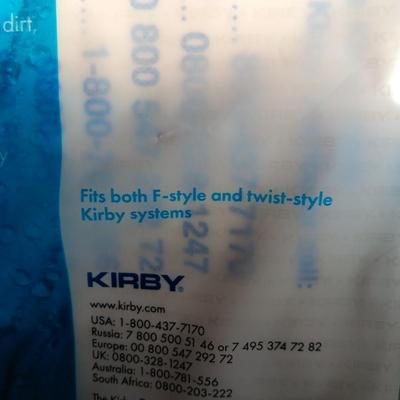 dirt,
y
Fits both F-style and twist-style
Kirby systems
KIRBY®
www.kirby.com
USA: 1-800-437-7170
Russia: 7 800 500 51 46 or 7 495 374 72 82
Europe: 00 800 547 292 72
UK: 0800-328-1247
Australia: 1-800-781-556
South Africa: 0800-203-222